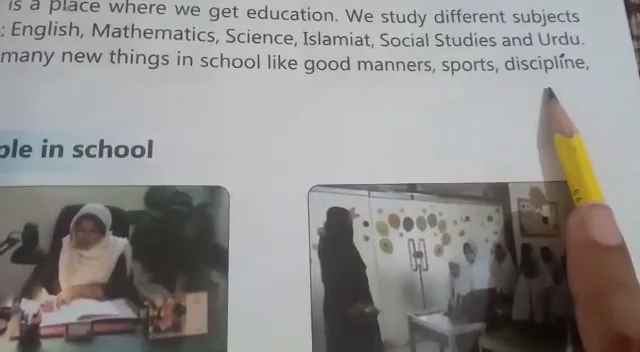 is a place where we get education. We study different subjects
: English, Mathematics, Science, Islamiat, Social Studies and Urdu.
many new things in school like good manners, sports, discipline,
ple in school